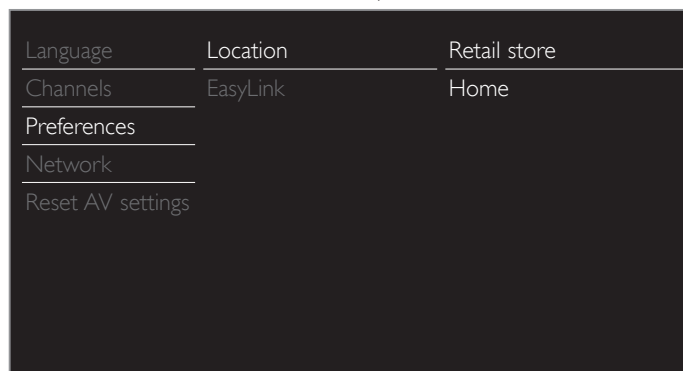 Language
Channels
Preferences
Network
Reset AV settings
Location
EasyLink
Retail store
Home